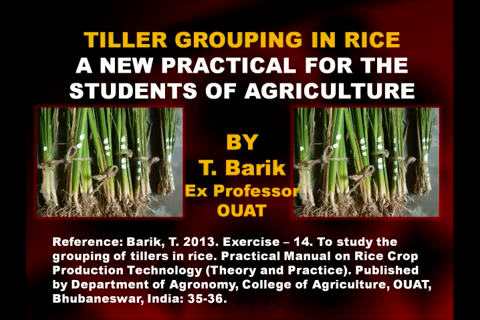 TILLER GROUPING IN RICE
A NEW PRACTICAL FOR THE
STUDENTS OF AGRICULTURE
BY
T. Barik
Ex Professor
OUAT
Reference: Barik, T. 2013. Exercise – 14. To study the
grouping of tillers in rice. Practical Manual on Rice Crop
Production Technology (Theory and Practice). Published
by Department of Agronomy, College of Agriculture, OUAT,
Bhubaneswar, India: 35-36.